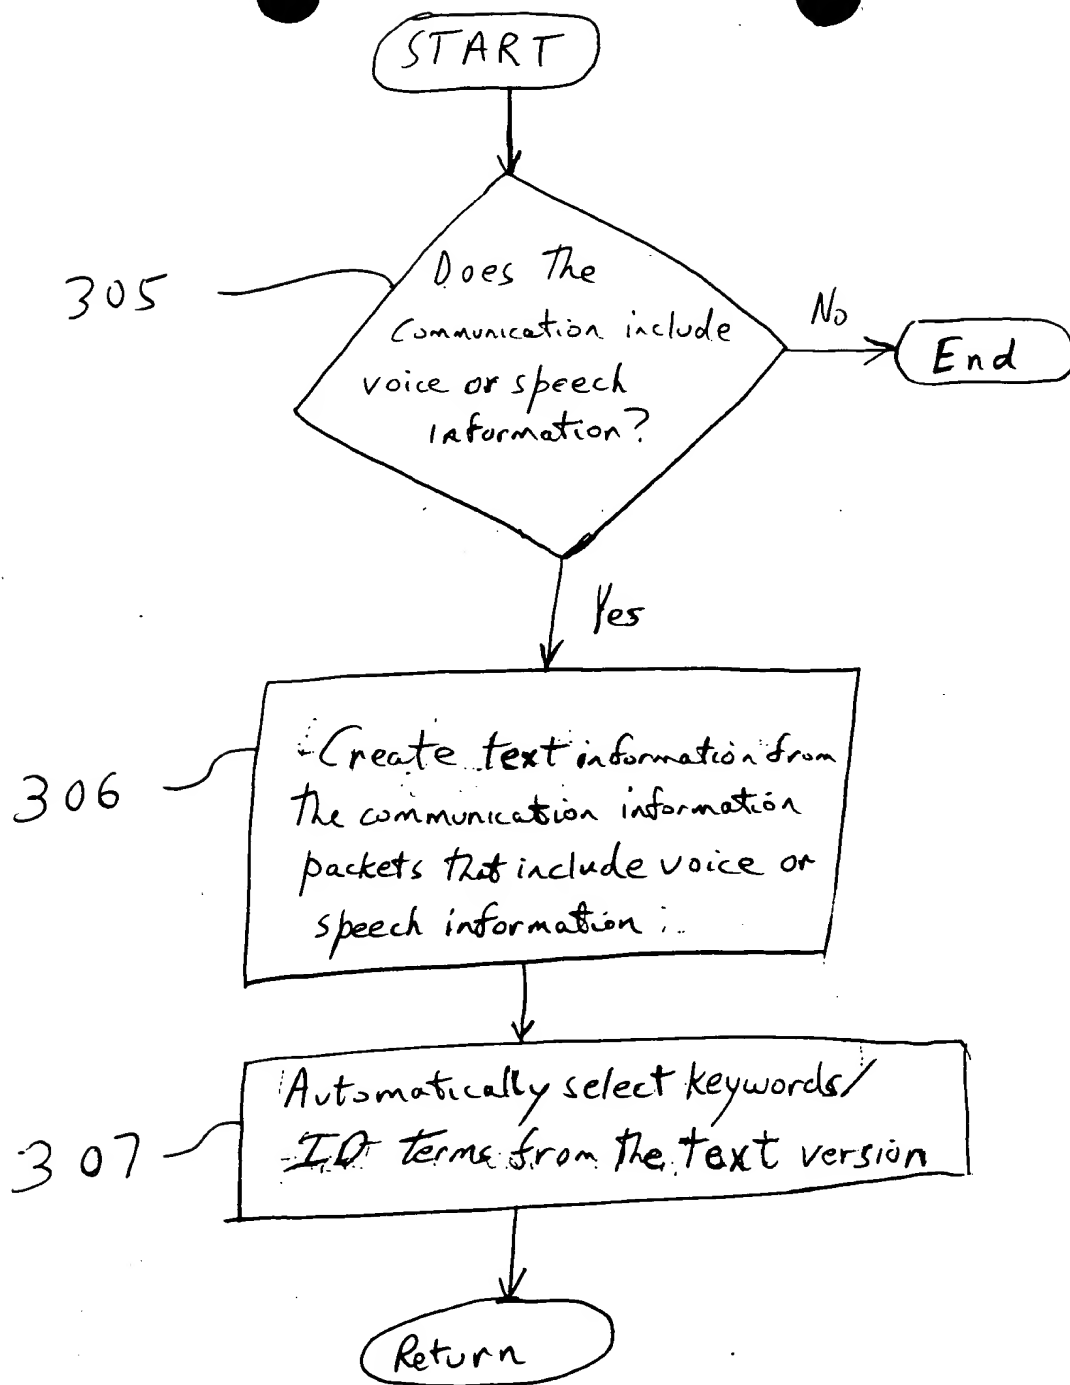 START
305
Does The
Communication include
voice or speech
information?
No
End
Yes
306
Create text information from
the communication information
packets that include voice or
speech information
307
Automatically select keywords/
ID terms from the text version
Return